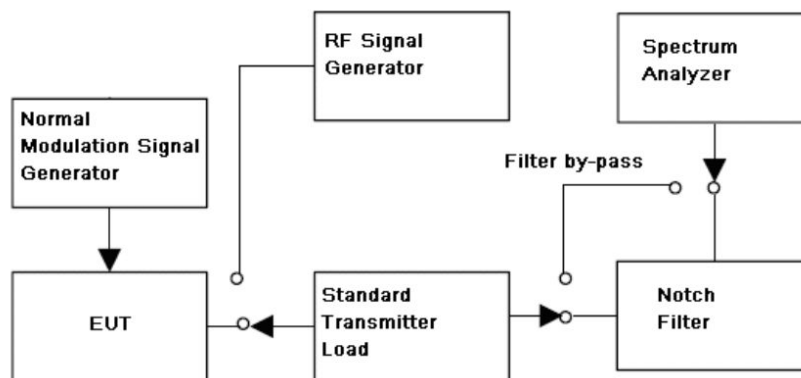 RF Signal
Generator
Spectrum
Analyzer
Normal
Modulation Signal
Generator
Filter by-pass
EUT
Standard
Transmitter
Load
Notch
Filter